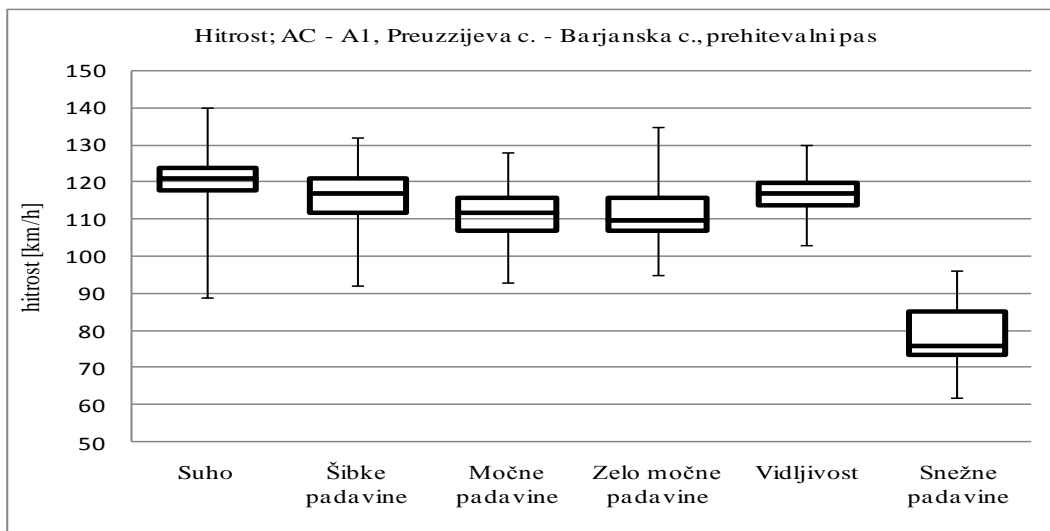 Hitrost; AC - A1, Preuzzijeva c. - Barjanska c., prehitevalni pas
150
140
130
120
110
100
90
80
70
60
50
hitrost [km/h]
Suho
Šibke
padavine
Močne
padavine
Zelo močne
padavine
Vidljivost
Snežne
padavine